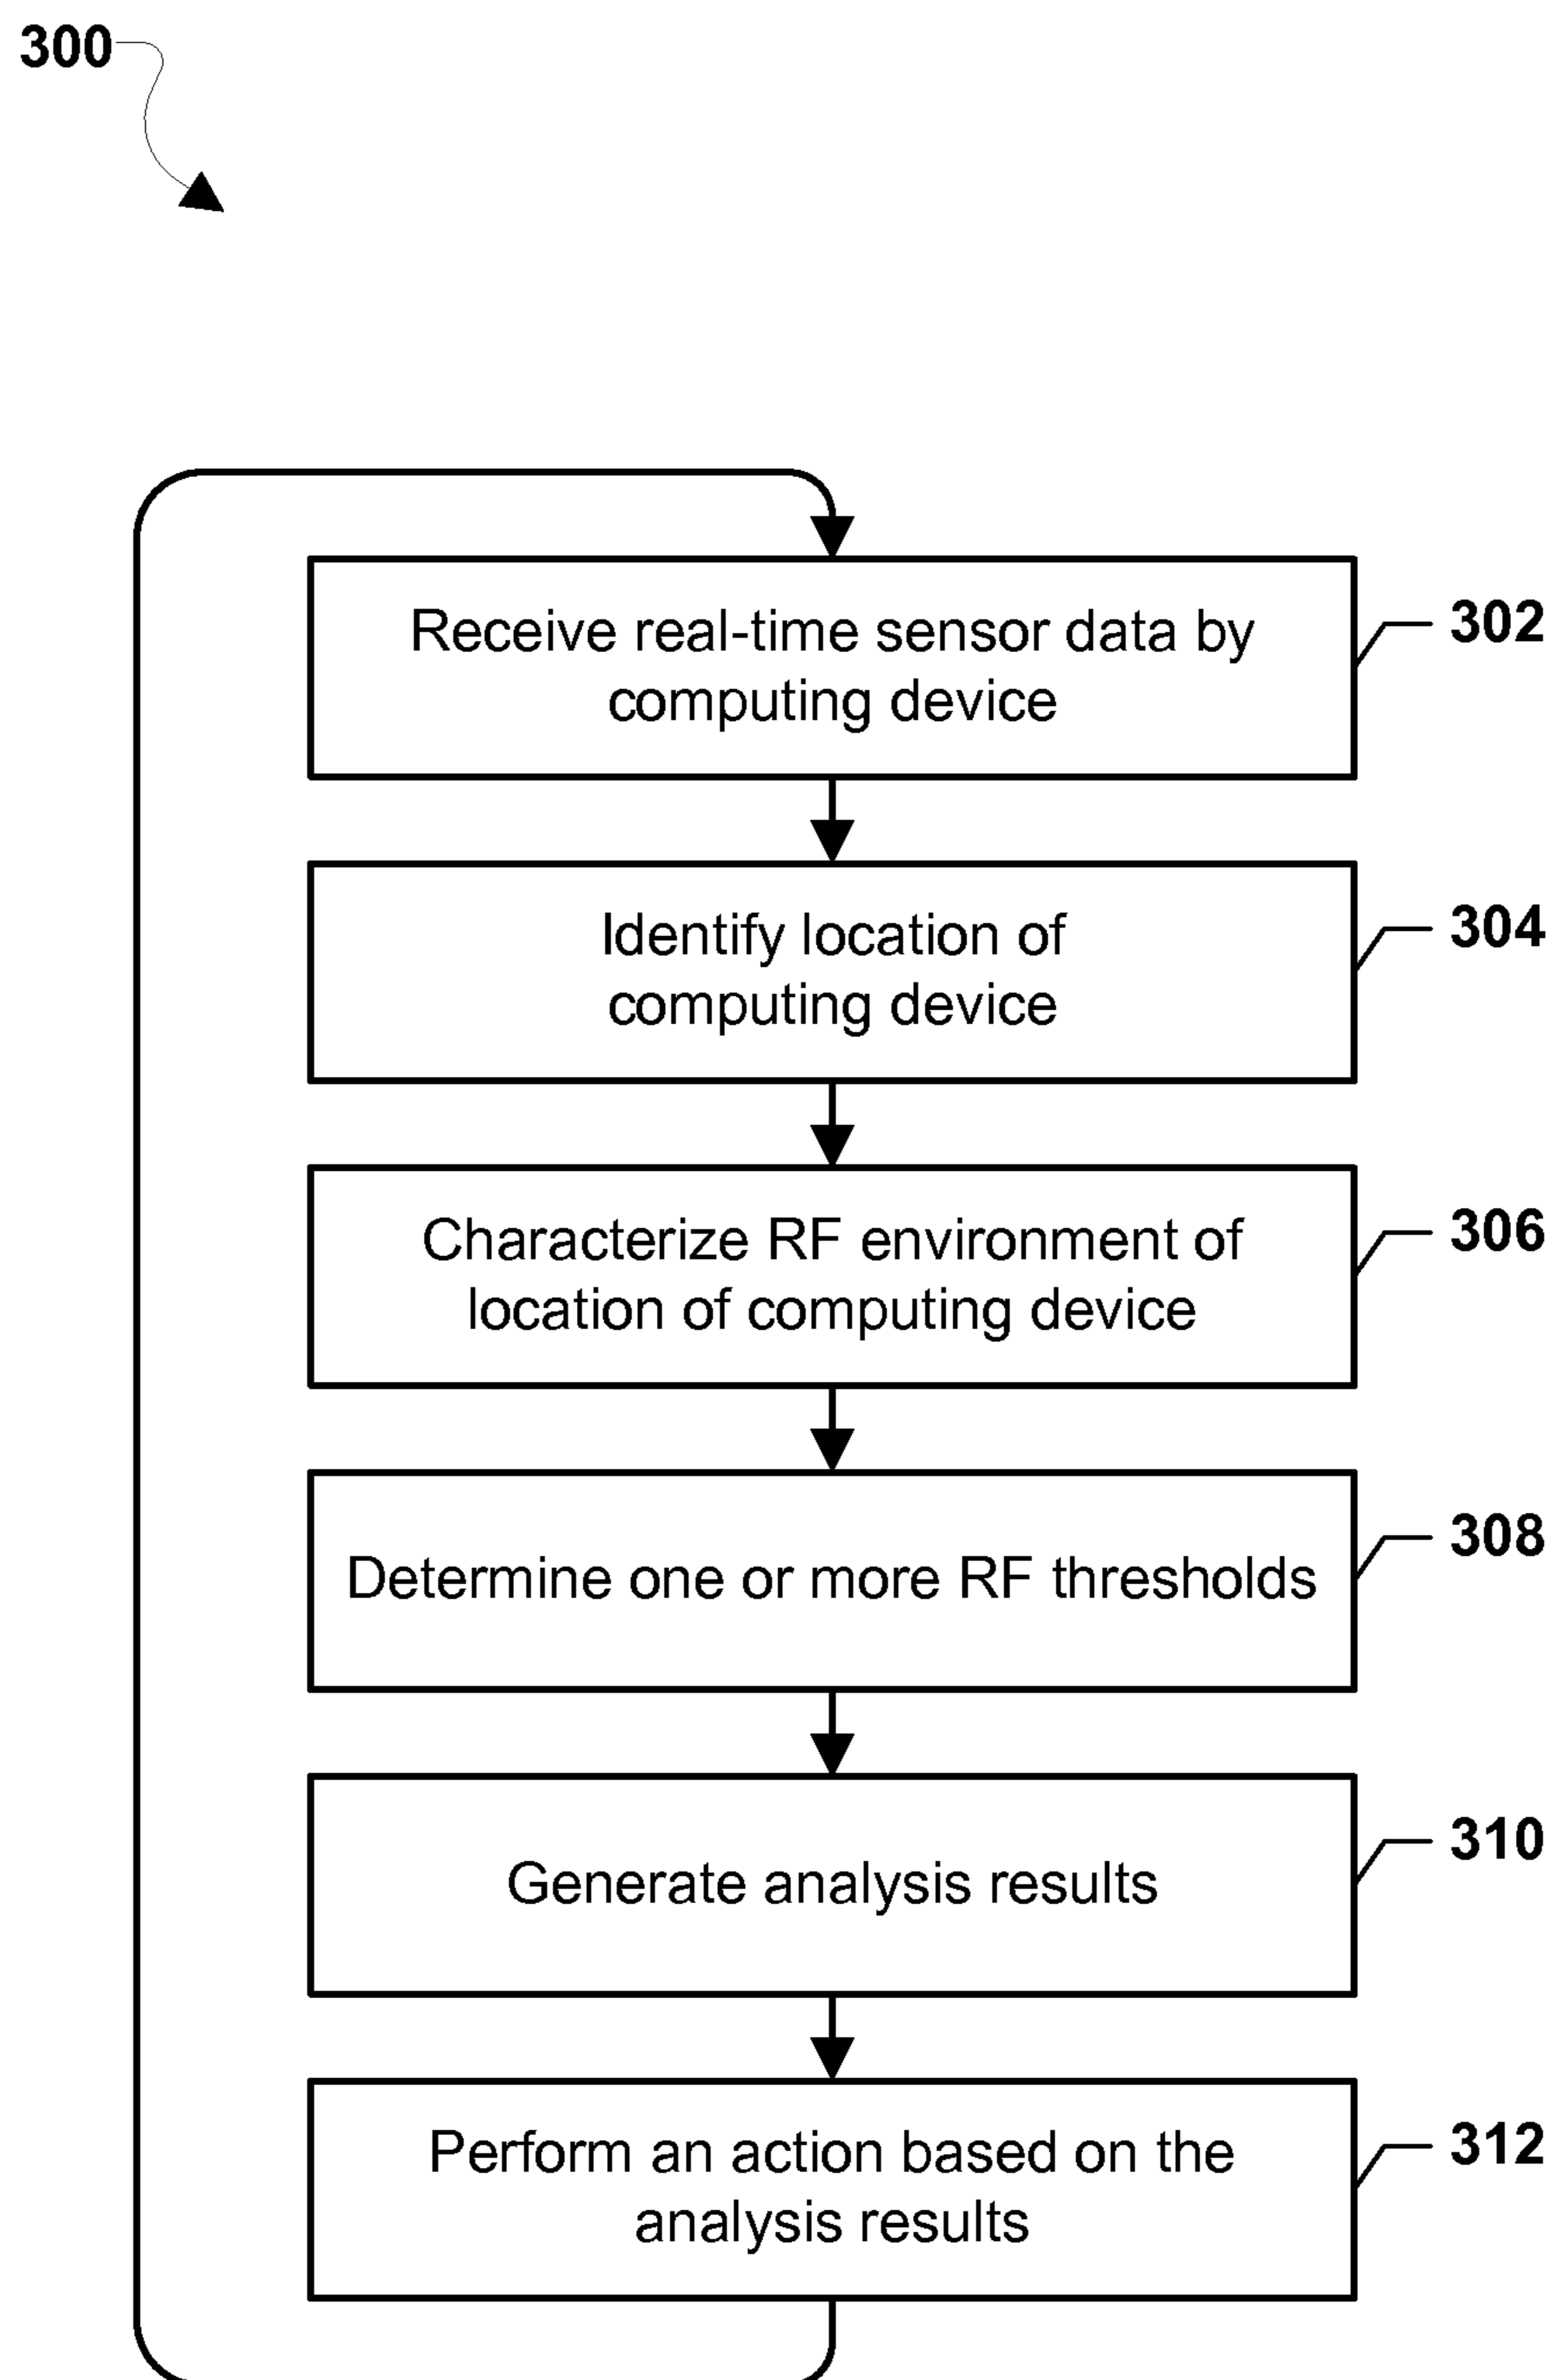 300
Receive real-time sensor data by
computing device
302
Identify location of
computing device
304
Characterize RF environment of
location of computing device
306
Determine one or more RF thresholds
308
Generate analysis results
310
Perform an action based on the
analysis results
312